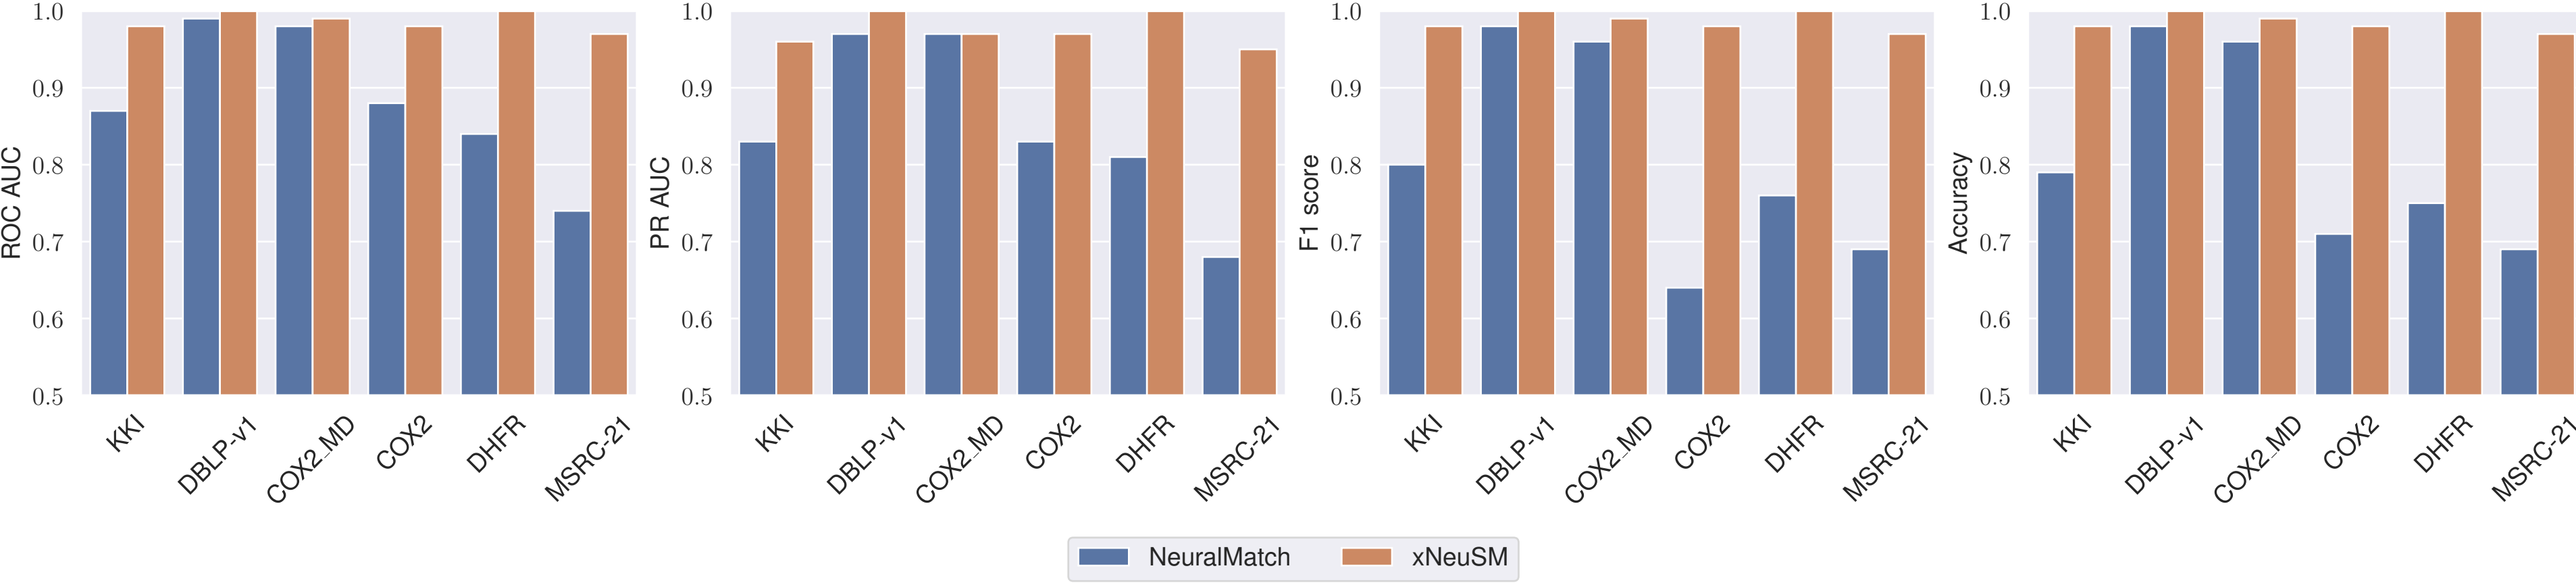 ROC AUC
1.0
0.9
0.8
0.7
0.6
0.5
KKI
DBLP-v1
COX2_MD
COX2
DHFR
MSRC-21
PR AUC
1.0
0.9
0.8
0.7
0.6
0.5
KKI
DBLP-v1
COX2_MD
COX2
DHFR
MSRC-21
F1 score
1.0
0.9
0.8
0.7
0.6
0.5
KKI
DBLP-v1
COX2_MD
COX2
DHFR
MSRC-21
Accuracy
1.0
0.9
0.8
0.7
0.6
0.5
KKI
DBLP-v1
COX2_MD
COX2
DHFR
MSRC-21
NeuralMatch
xNeuSM